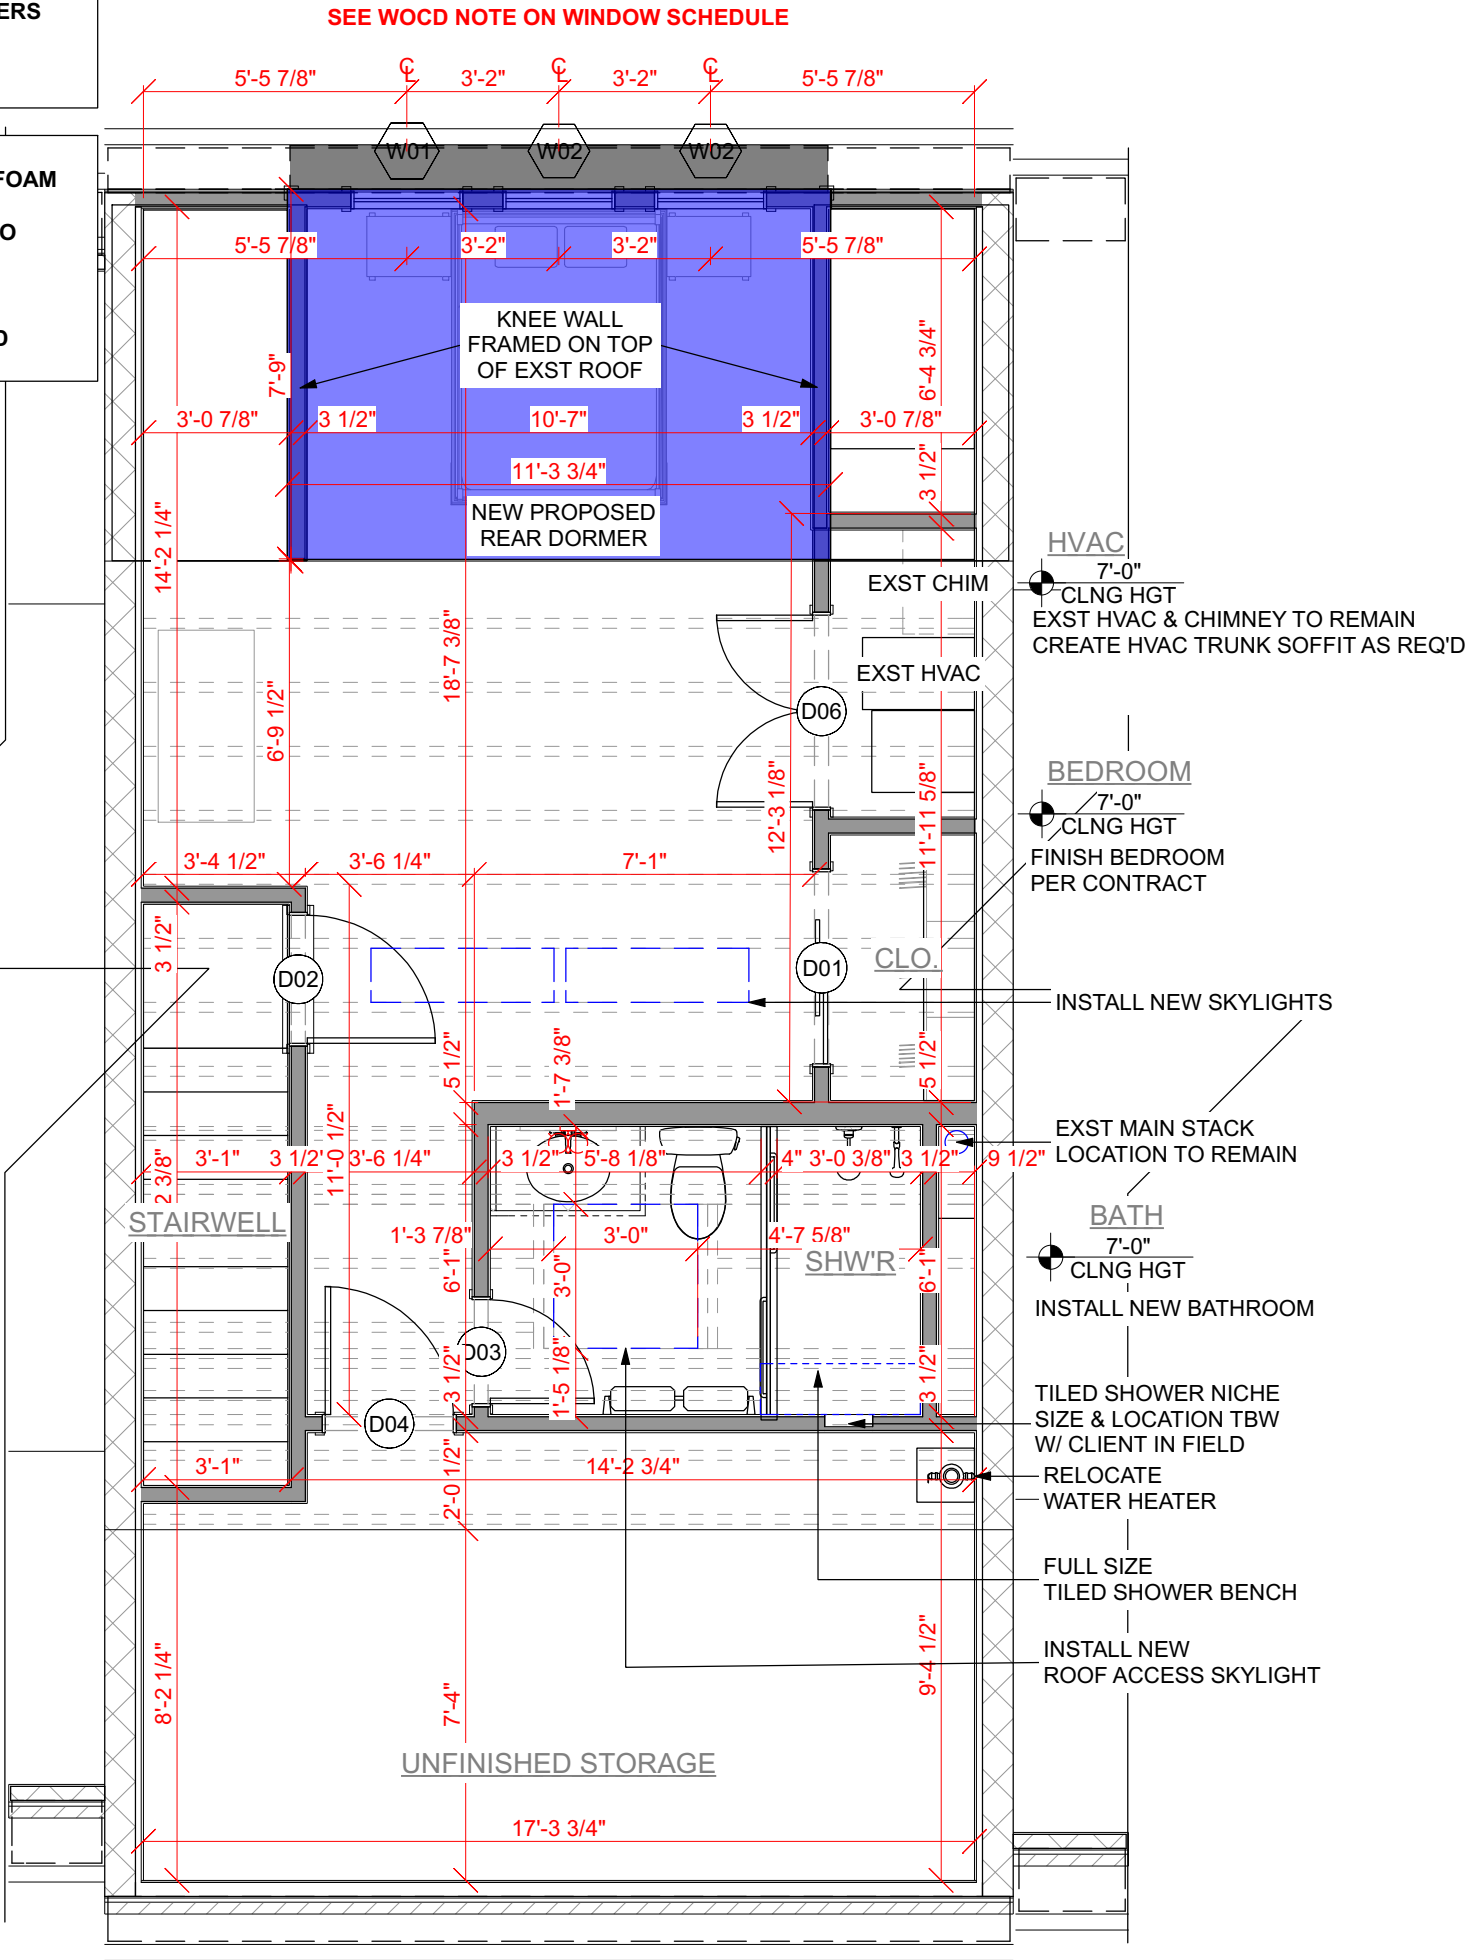 ERS
SEE WOCD NOTE ON WINDOW SCHEDULE
5'-5 7/8"
3'-2"
3'-2"
5'-5 7/8"
W01
W02
W02
FOAM
O
5'-5 7/8"
3'-2"
3'-2"
5'-5 7/8"
KNEE WALL
FRAMED ON TOP
OF EXST ROOF
7'-9"
6'-4 3/4"
3'-0 7/8"
3 1/2"
10'-7"
3 1/2"
3'-0 7/8"
11'-3 3/4"
3 1/2"
NEW PROPOSED
REAR DORMER
14'-2 1/4"
HVAC
7'-0"
CLNG HGT
EXST CHIM
EXST HVAC & CHIMNEY TO REMAIN
CREATE HVAC TRUNK SOFFIT AS REQ'D
18'-7 3/8"
EXST HVAC
6'-9 1/2"
D06
BEDROOM
7'-0"
CLNG HGT
12'-3 1/8"
11'-11 5/8"
FINISH BEDROOM
PER CONTRACT
3'-4 1/2"
3'-6 1/4"
7'-1"
3 1/2"
D02
D01
CLO.
INSTALL NEW SKYLIGHTS
5 1/2"
1'-7 3/8"
5 1/2"
EXST MAIN STACK
LOCATION TO REMAIN
11'-0 1/2"
3'-1"
3 1/2"
3'-6 1/4"
3 1/2"
5'-8 1/8"
4"
3'-0 3/8"
3 1/2"
9 1/2"
2 3/8"
STAIRWELL
BATH
7'-0"
CLNG HGT
1'-3 7/8"
3'-0"
4'-7 5/8"
SHW'R
6'-1"
3'-0"
6'-1"
INSTALL NEW BATHROOM
D03
3 1/2"
1'-5 1/8"
3 1/2"
TILED SHOWER NICHE
SIZE & LOCATION TBW
W/ CLIENT IN FIELD
D04
3'-1"
14'-2 3/4"
2'-0 1/2"
RELOCATE
WATER HEATER
FULL SIZE
TILED SHOWER BENCH
INSTALL NEW
ROOF ACCESS SKYLIGHT
8'-2 1/4"
7'-4"
9'-4 1/2"
UNFINISHED STORAGE
17'-3 3/4"